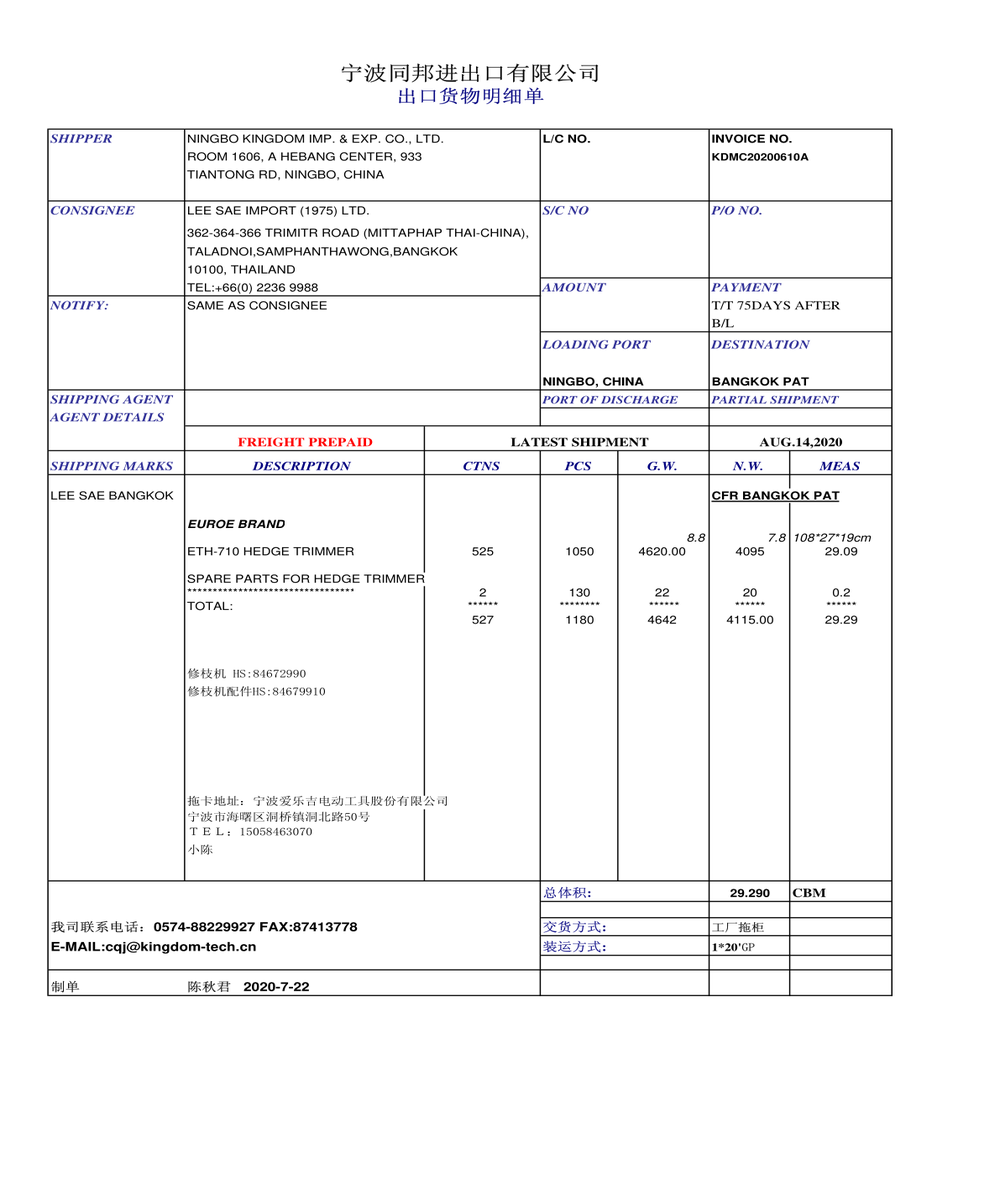 宁波同邦进出口有限公司
出口货物明细单
SHIPPER NINGBO KINGDOM IMP. & EXP. CO., LTD. L/C NO. INVOICE NO.
ROOM 1606, A HEBANG CENTER, 933 KDMC20200610A
TIANTONG RD, NINGBO, CHINA
CONSIGNEE LEE SAE IMPORT (1975) LTD. S/C NO P/O NO.
362-364-366 TRIMITR ROAD (MITTAPHAP THAI-CHINA),
TALADNOI,SAMPHANTHAWONG,BANGKOK
10100, THAILAND
TEL:+66(0) 2236 9988 AMOUNT PAYMENT
NOTIFY: SAME AS CONSIGNEE T/T 75DAYS AFTER
B/L
LOADING PORT DESTINATION
NINGBO, CHINA BANGKOK PAT
SHIPPING AGENT PORT OF DISCHARGE PARTIAL SHIPMENT
AGENT DETAILS
FREIGHT PREPAID LATEST SHIPMENT AUG.14,2020
SHIPPING MARKS DESCRIPTION CTNS PCS G.W. N.W. MEAS
LEE SAE BANGKOK CFR BANGKOK PAT
EUROE BRAND
8.8 7.8 108*27*19cm
ETH-710 HEDGE TRIMMER 525 1050 4620.00 4095 29.09
SPARE PARTS FOR HEDGE TRIMMER
******************************** 2 130 22 20 0.2
TOTAL: ****** ******** ****** ****** ******
527 1180 4642 4115.00 29.29
修枝机 HS:84672990
修枝机配件HS:84679910
拖卡地址：宁波爱乐吉电动工具股份有限公司
宁波市海曙区洞桥镇洞北路50号
ＴＥＬ：15058463070
小陈
总体积: 29.290 CBM
我司联系电话：0574-88229927 FAX:87413778 交货方式: 工厂拖柜
E-MAIL:cqj@kingdom-tech.cn 装运方式: 1*20'GP
制单 陈秋君 2020-7-22